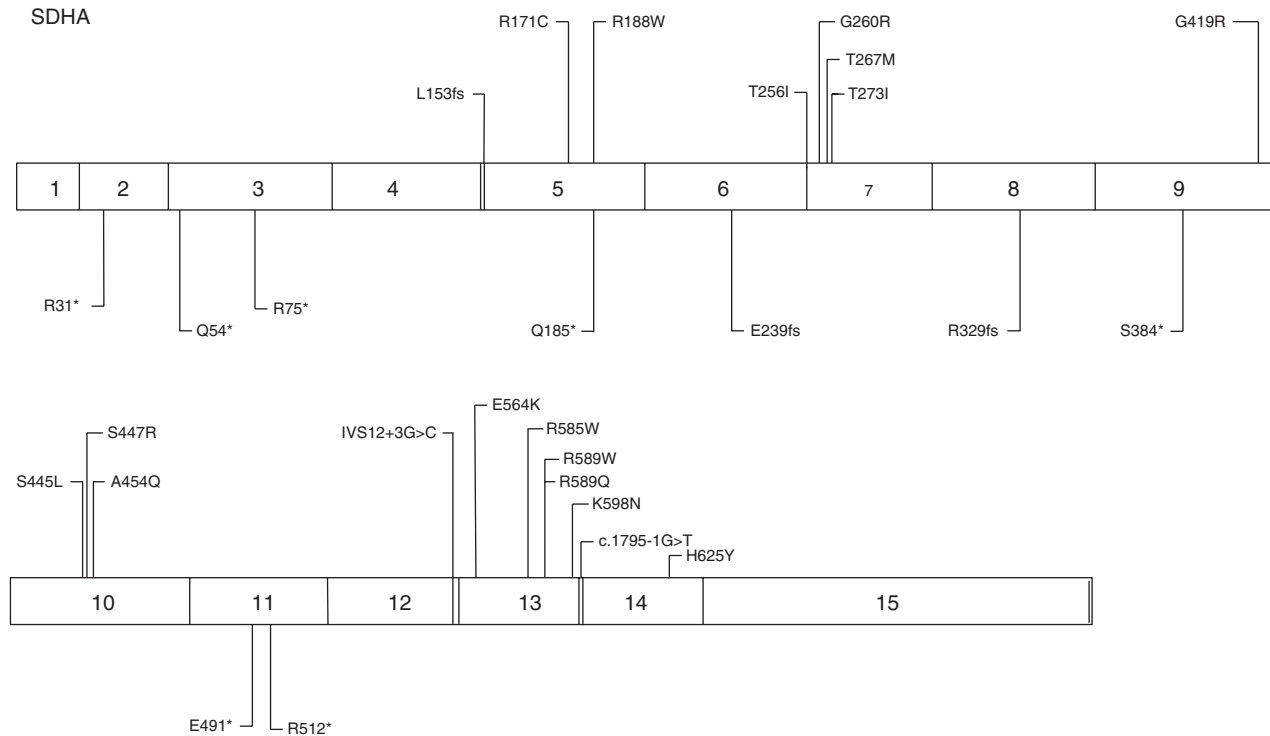 SDHA
R171C
R188W
G260R
G419R
T267M
L153fs
T256I
T273I
1 2 3 4 5 6 7 8 9
R31*
R75*
Q54*
Q185*
E239fs
R329fs
S384*
E564K
S447R
IVS12+3G>C
R585W
R589W
S445L
A454Q
R589Q
K598N
c.1795-1G>T
H625Y
10 11 12 13 14 15
E491*
R512*